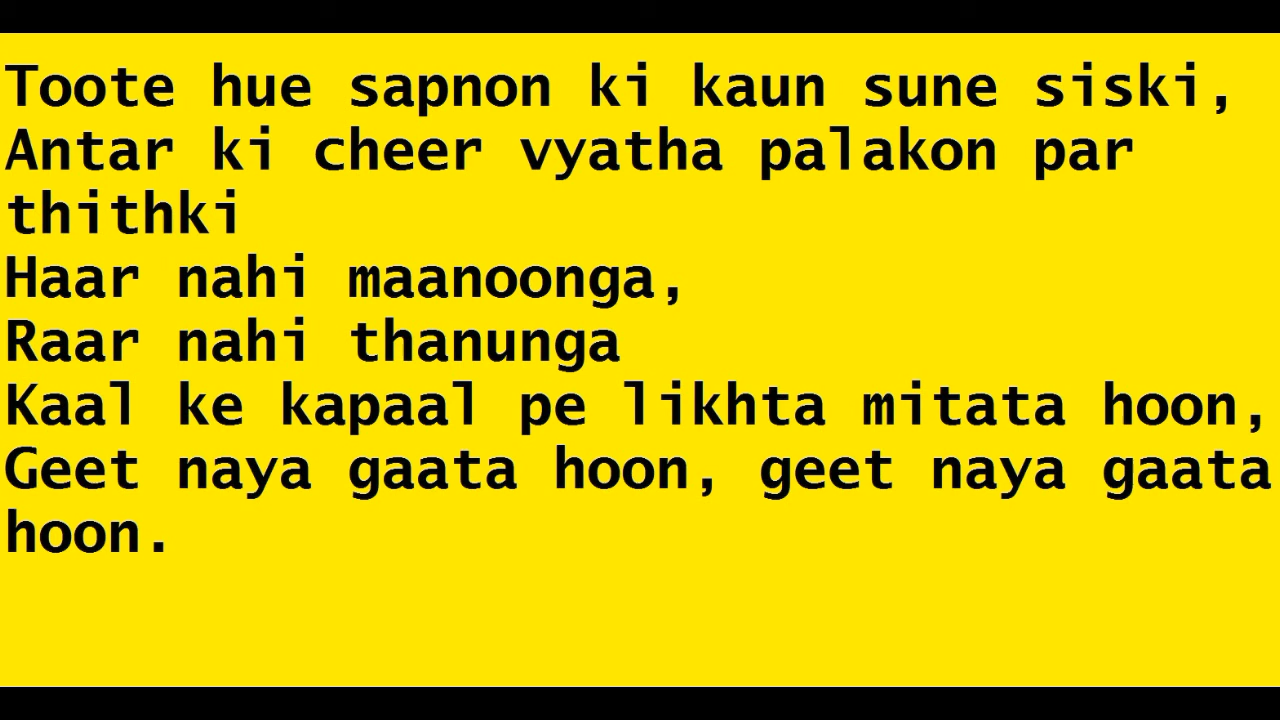 Toote hue sapnon ki kaun sune siski,
Antar ki cheer vyatha palakon par
thithki
Haar nahi maanoonga,
Raar nahi thanunga
Kaal ke kapaal pe likhta mitata hoon,
Geet naya gaata hoon, geet naya gaata
hoon.